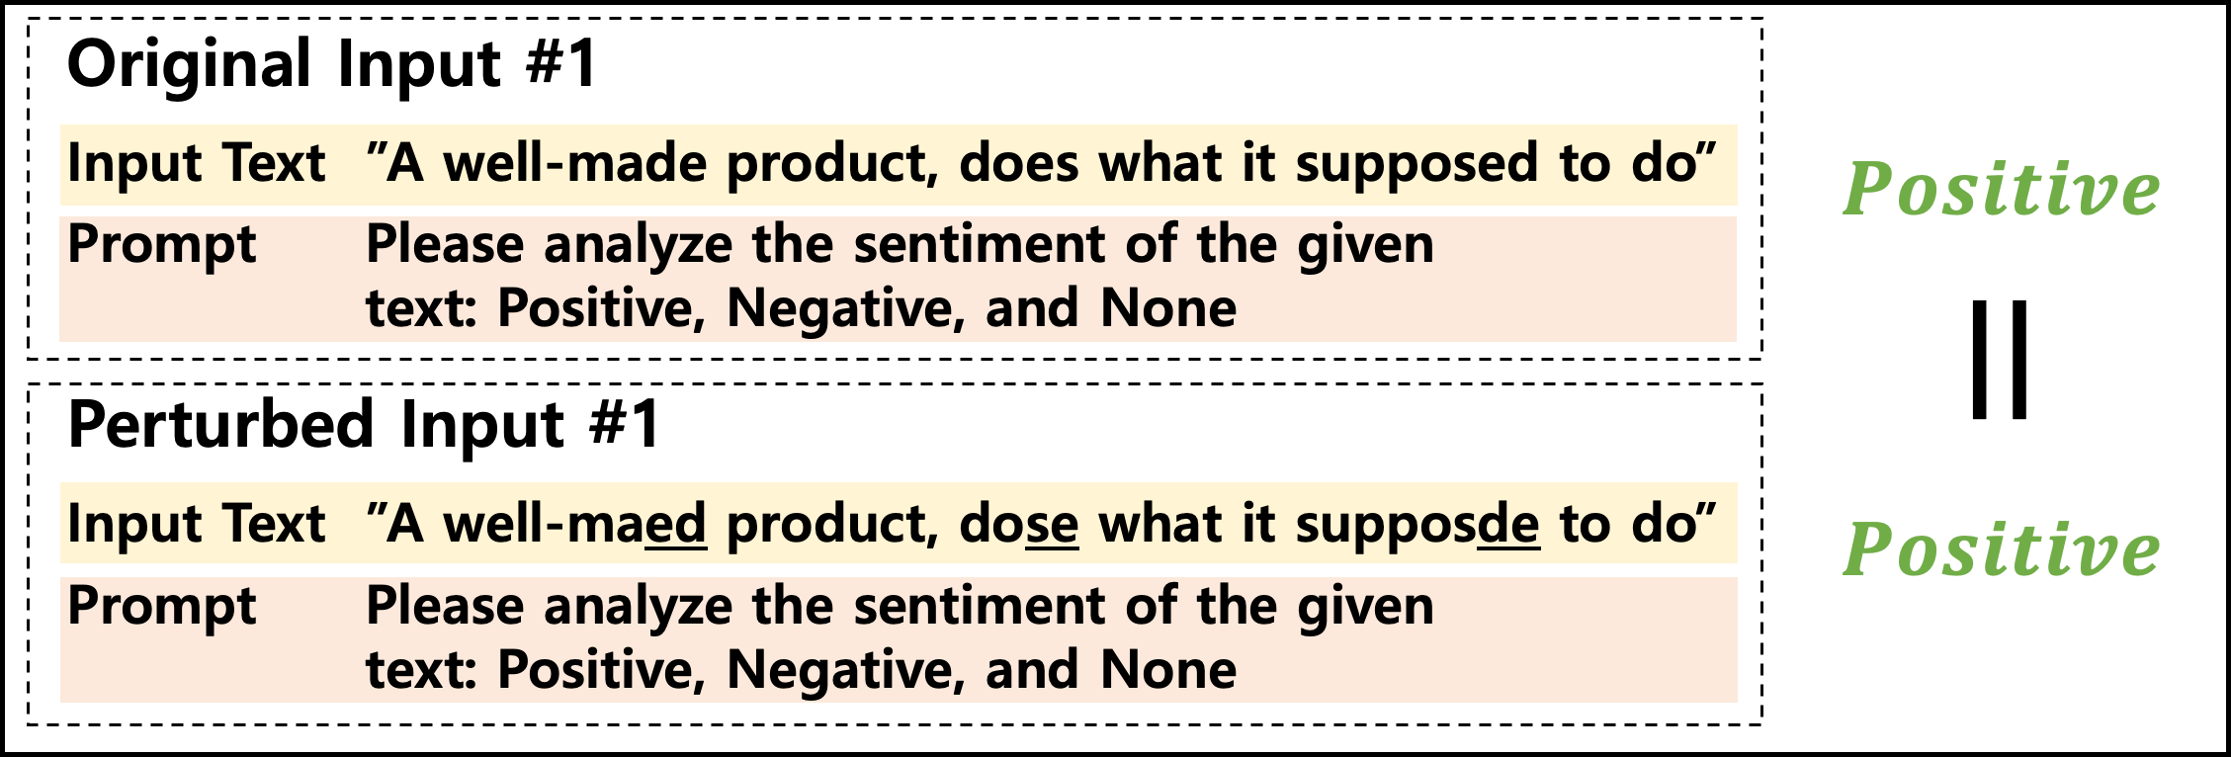 Original Input #1
Input Text ”A well-made product, does what it supposed to do”
Prompt Please analyze the sentiment of the given
text: Positive, Negative, and None
Positive
Perturbed Input #1
Input Text ”A well-maed product, dose what it supposde to do”
Prompt Please analyze the sentiment of the given
text: Positive, Negative, and None
Positive